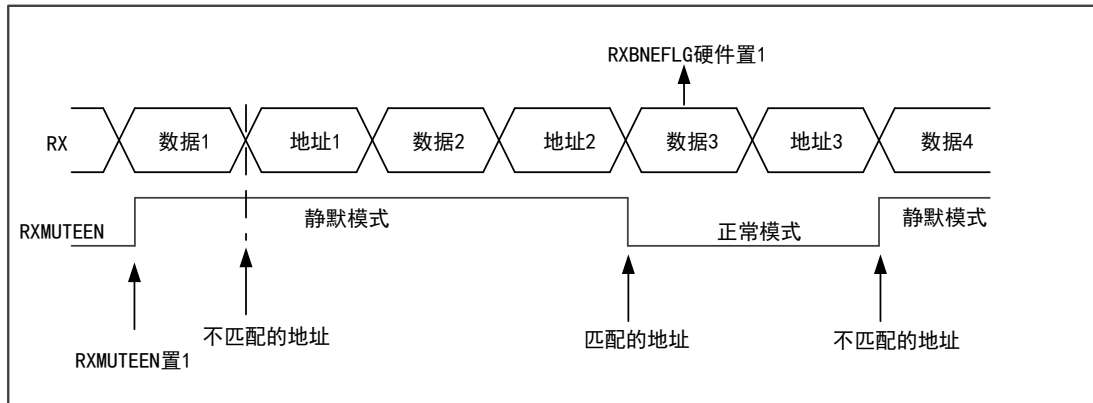 RXBNEFLG硬件置1
RX
数据1
地址1
数据2
地址2
数据3
地址3
数据4
RXMUTEEN
静默模式
正常模式
静默模式
不匹配的地址
匹配的地址
不匹配的地址
RXMUTEEN置1